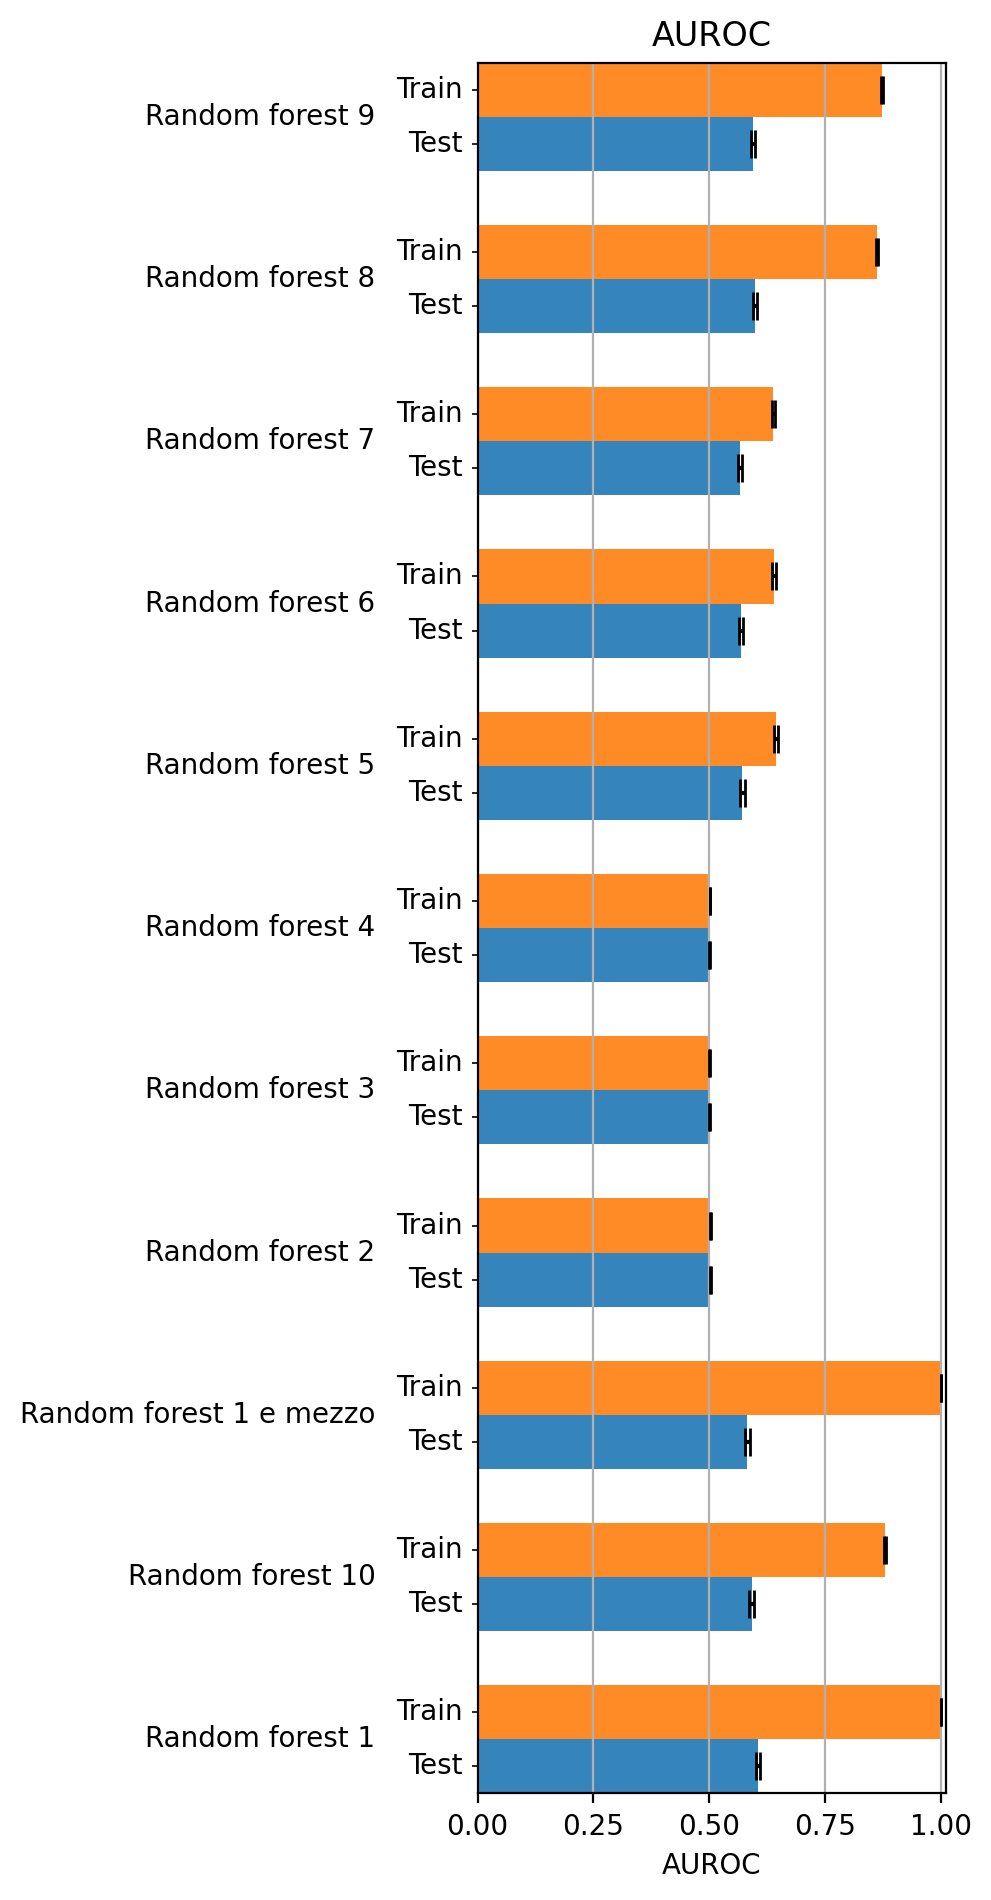 AUROC
Random forest 9
Train
Test
Random forest 8
Train
Test
Random forest 7
Train
Test
Random forest 6
Train
Test
Random forest 5
Train
Test
Random forest 4
Train
Test
Random forest 3
Train
Test
Random forest 2
Train
Test
Random forest 1 e mezzo
Train
Test
Random forest 10
Train
Test
Random forest 1
Train
Test
0.00 0.25 0.50 0.75 1.00
AUROC